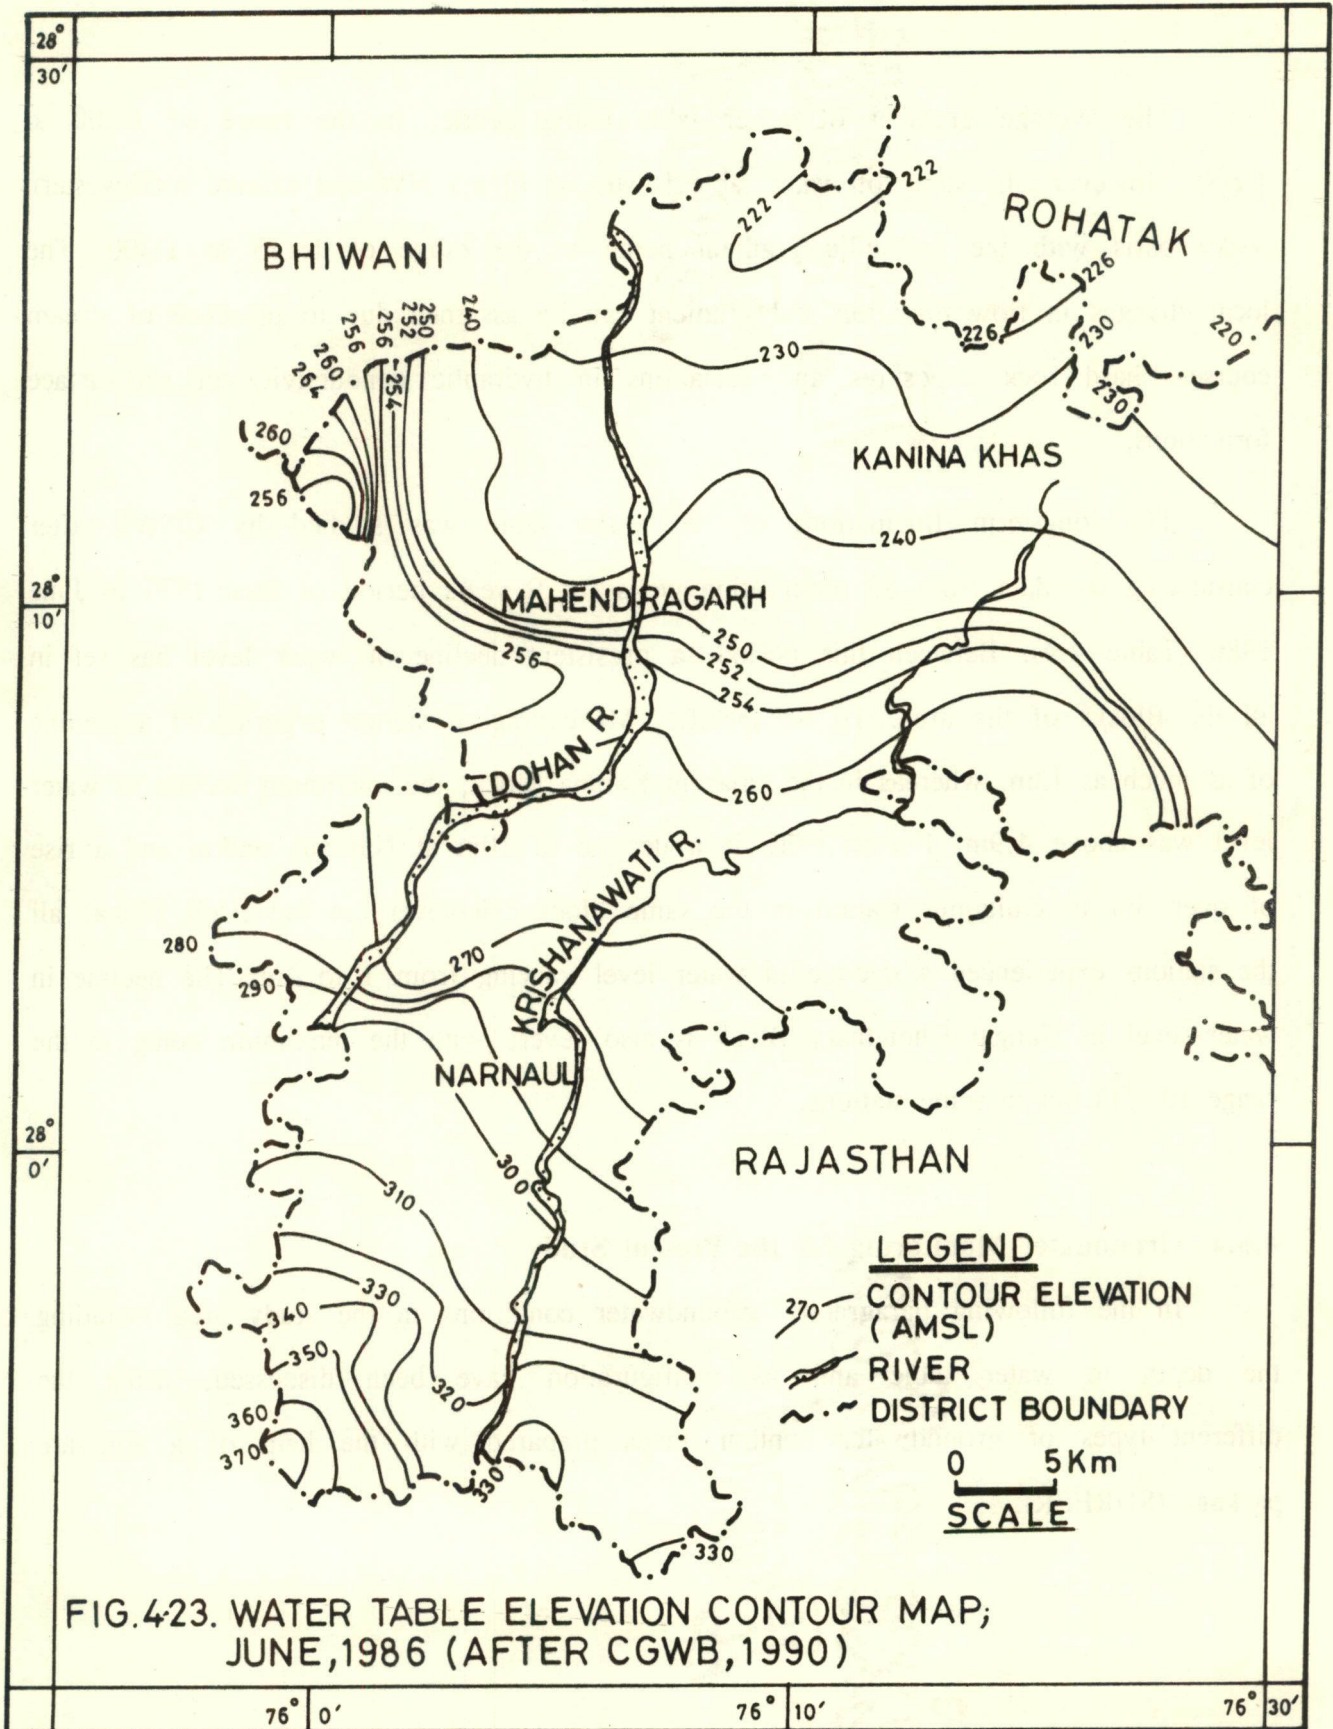 28°
30'
222
222
ROHATAK
BHIWANI
226
226
230
220
240
250
252
256
256
254
260
264
230
230
260
KANINA KHAS
256
240
28°
10'
MAHENDRAGARH
250
252
254
256
DOHAN R.
260
KRISHANAWATI R.
280
270
290
NARNAUL
28°
0'
RAJASTHAN
300
310
LEGEND
270 CONTOUR ELEVATION
(AMSL)
RIVER
DISTRICT BOUNDARY
330
340
350
320
360
370
330
0 5Km
SCALE
330
FIG.4.23. WATER TABLE ELEVATION CONTOUR MAP;
JUNE,1986 (AFTER CGWB,1990)
76° 0' 76° 10' 76° 30'